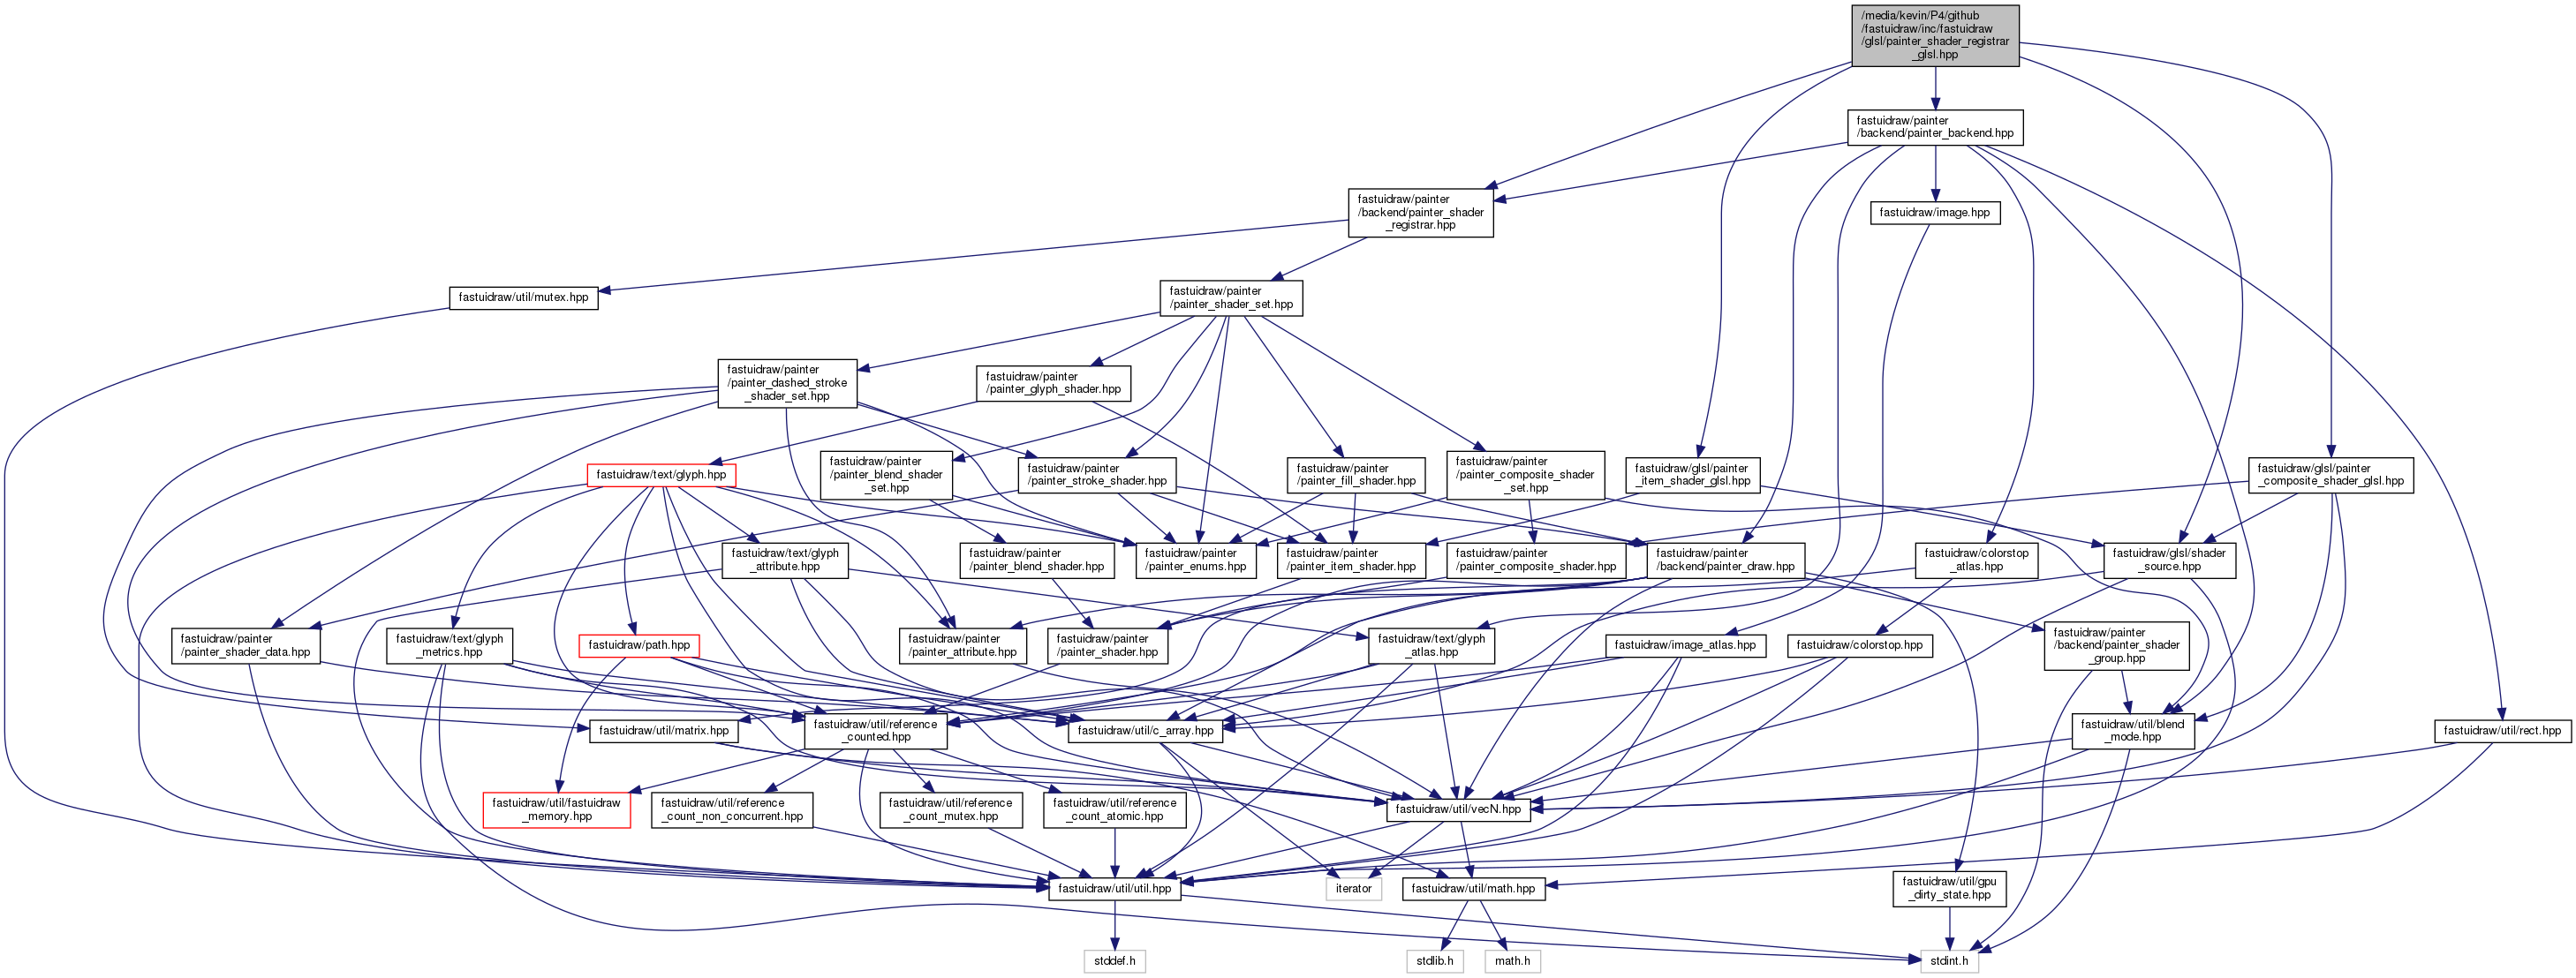 /media/kevin/P4/github
/fastuidraw/inc/fastuidraw
/glsl/painter_shader_registrar
_glsl.hpp
fastuidraw/painter
/backend/painter_backend.hpp
fastuidraw/painter
/backend/painter_shader
_registrar.hpp
fastuidraw/image.hpp
fastuidraw/util/mutex.hpp
fastuidraw/painter
/painter_shader_set.hpp
fastuidraw/painter
/painter_dashed_stroke
_shader_set.hpp
fastuidraw/painter
/painter_glyph_shader.hpp
fastuidraw/text/glyph.hpp
fastuidraw/painter
/painter_blend_shader
_set.hpp
fastuidraw/painter
/painter_stroke_shader.hpp
fastuidraw/painter
/painter_fill_shader.hpp
fastuidraw/painter
/painter_composite_shader
_set.hpp
fastuidraw/glsl/painter
_item_shader_glsl.hpp
fastuidraw/glsl/painter
_composite_shader_glsl.hpp
fastuidraw/text/glyph
_attribute.hpp
fastuidraw/painter
/painter_blend_shader.hpp
fastuidraw/painter
/painter_enums.hpp
fastuidraw/painter
/painter_item_shader.hpp
fastuidraw/painter
/painter_composite_shader.hpp
fastuidraw/painter
/backend/painter_draw.hpp
fastuidraw/colorstop
_atlas.hpp
fastuidraw/glsl/shader
_source.hpp
fastuidraw/painter
/painter_shader_data.hpp
fastuidraw/text/glyph
_metrics.hpp
fastuidraw/path.hpp
fastuidraw/painter
/painter_attribute.hpp
fastuidraw/painter
/painter_shader.hpp
fastuidraw/text/glyph
_atlas.hpp
fastuidraw/image_atlas.hpp
fastuidraw/colorstop.hpp
fastuidraw/painter
/backend/painter_shader
_group.hpp
fastuidraw/util/matrix.hpp
fastuidraw/util/reference
_counted.hpp
fastuidraw/util/c_array.hpp
fastuidraw/util/blend
_mode.hpp
fastuidraw/util/rect.hpp
fastuidraw/util/fastuidraw
_memory.hpp
fastuidraw/util/reference
_count_non_concurrent.hpp
fastuidraw/util/reference
_count_mutex.hpp
fastuidraw/util/reference
_count_atomic.hpp
fastuidraw/util/vecN.hpp
fastuidraw/util/util.hpp
iterator
fastuidraw/util/math.hpp
fastuidraw/util/gpu
_dirty_state.hpp
stddef.h
stdlib.h
math.h
stdint.h